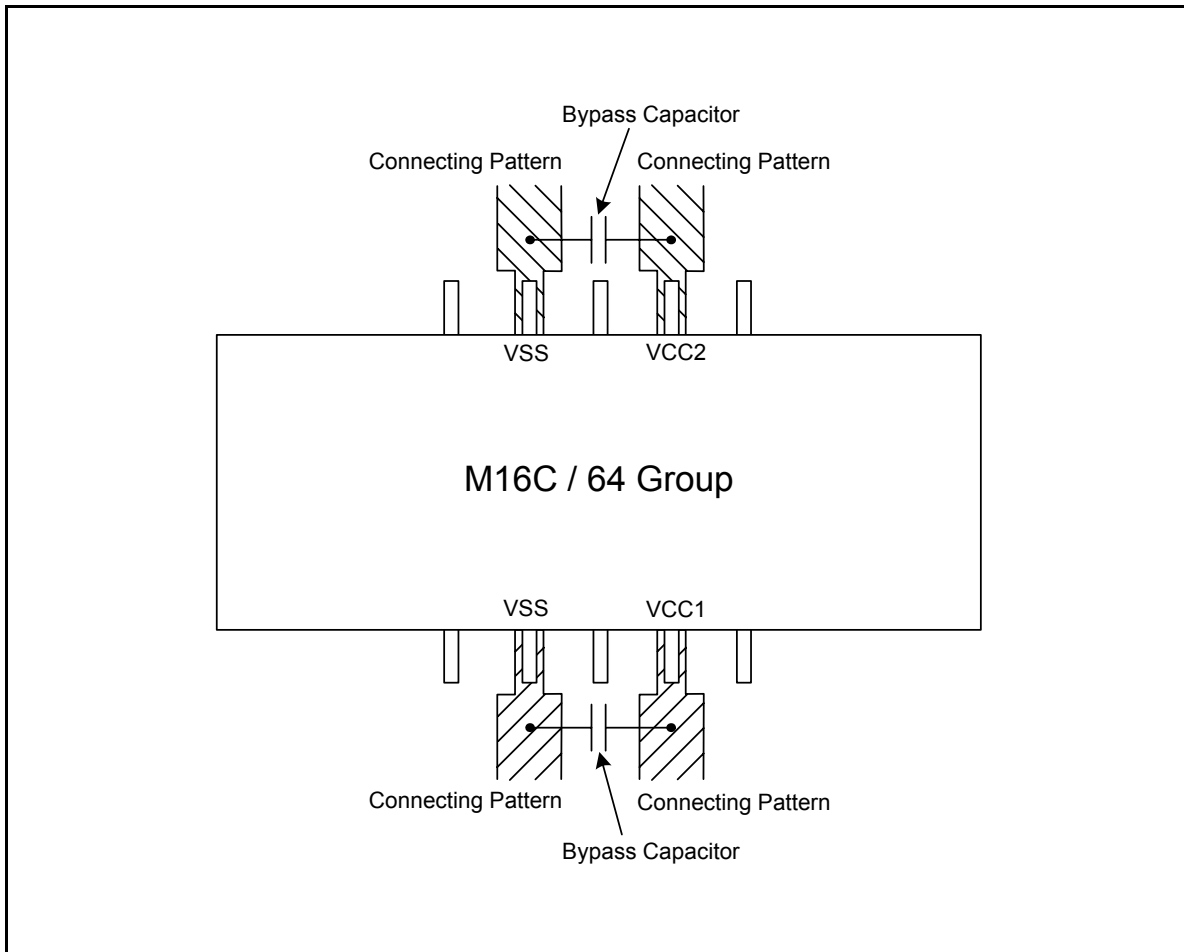 Bypass Capacitor
Connecting Pattern
Connecting Pattern
VSS
VCC2
M16C / 64 Group
VSS
VCC1
Connecting Pattern
Connecting Pattern
Bypass Capacitor